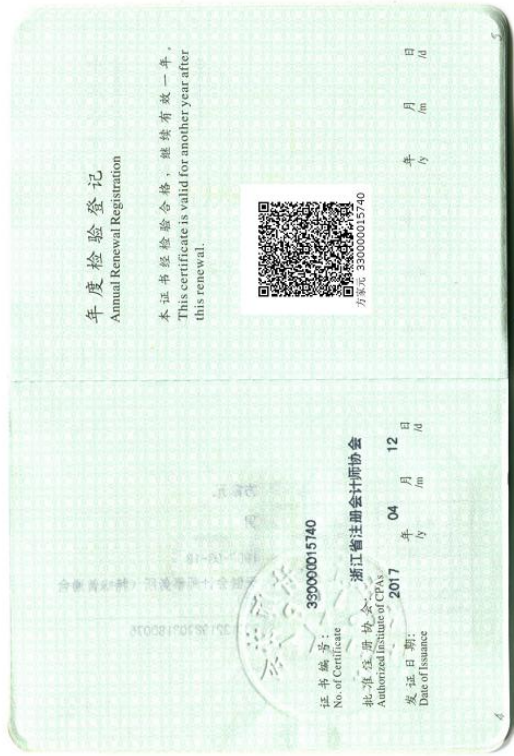 年度检验登记
Annual Renewal Registration
本证书经检验合格，继续有效一年。
This certificate is valid for another year after
this renewal.
方家元 330000015740
年 月 日
/y /m /d
5
证书编号：
No. of Certificate
330000015740
批准注册协会：
Authorized Institute of CPAs
浙江省注册会计师协会
发证日期：
Date of Issuance
2017 年 04 月 12 日
/y /m /d
4